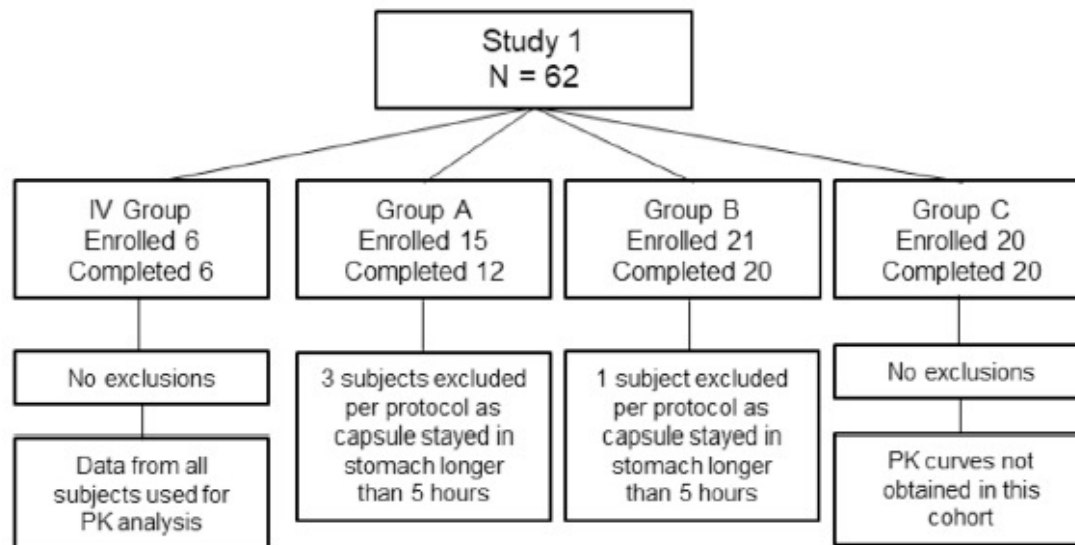 Study 1
N = 62
IV Group
Enrolled 6
Completed 6
Group A
Enrolled 15
Completed 12
Group B
Enrolled 21
Completed 20
Group C
Enrolled 20
Completed 20
No exclusions
3 subjects excluded
per protocol as
capsule stayed in
stomach longer
than 5 hours
1 subject excluded
per protocol as
capsule stayed in
stomach longer
than 5 hours
No exclusions
Data from all
subjects used for
PK analysis
PK curves not
obtained in this
cohort